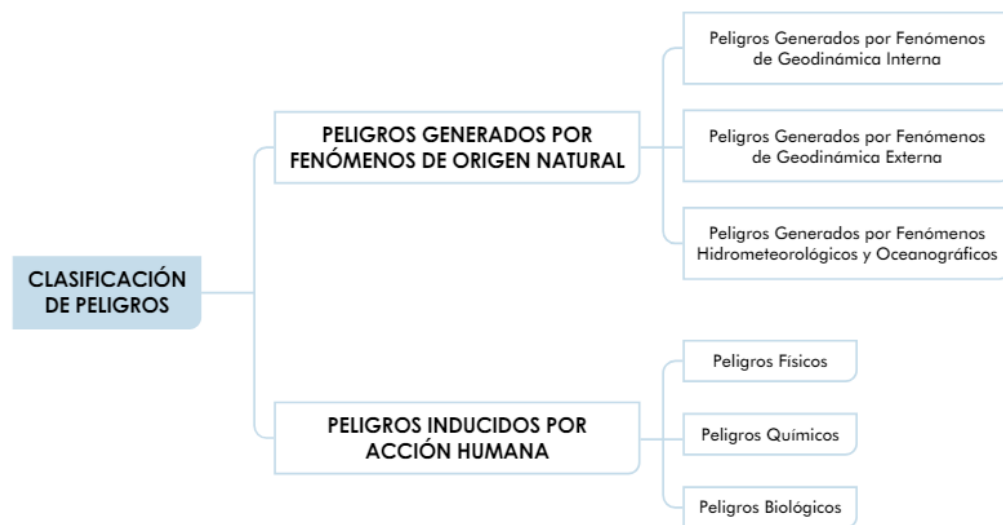 CLASIFICACIÓN
DE PELIGROS
PELIGROS GENERADOS POR
FENÓMENOS DE ORIGEN NATURAL
Peligros Generados por Fenómenos
de Geodinámica Interna
Peligros Generados por Fenómenos
de Geodinámica Externa
Peligros Generados por Fenómenos
Hidrometeorológicos y Oceanográficos
PELIGROS INDUCIDOS POR
ACCIÓN HUMANA
Peligros Físicos
Peligros Químicos
Peligros Biológicos